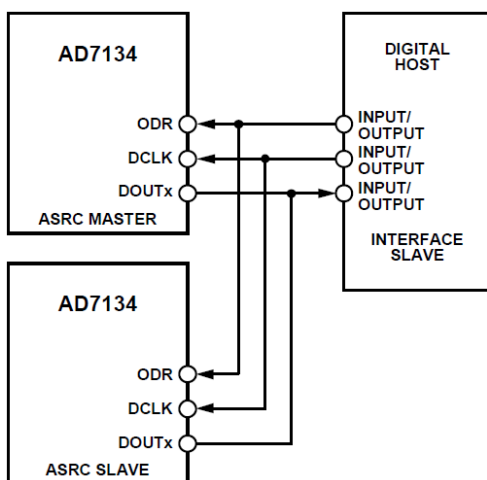 AD7134
ODR
DCLK
DOUTx
ASRC MASTER
DIGITAL
HOST
INPUT/
OUTPUT
INPUT/
OUTPUT
INPUT/
OUTPUT
INTERFACE
SLAVE
AD7134
ODR
DCLK
DOUTx
ASRC SLAVE